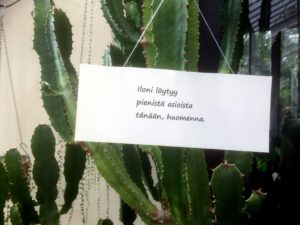 Iloni löytyy
pienistä asioista
tänään, huomenna.